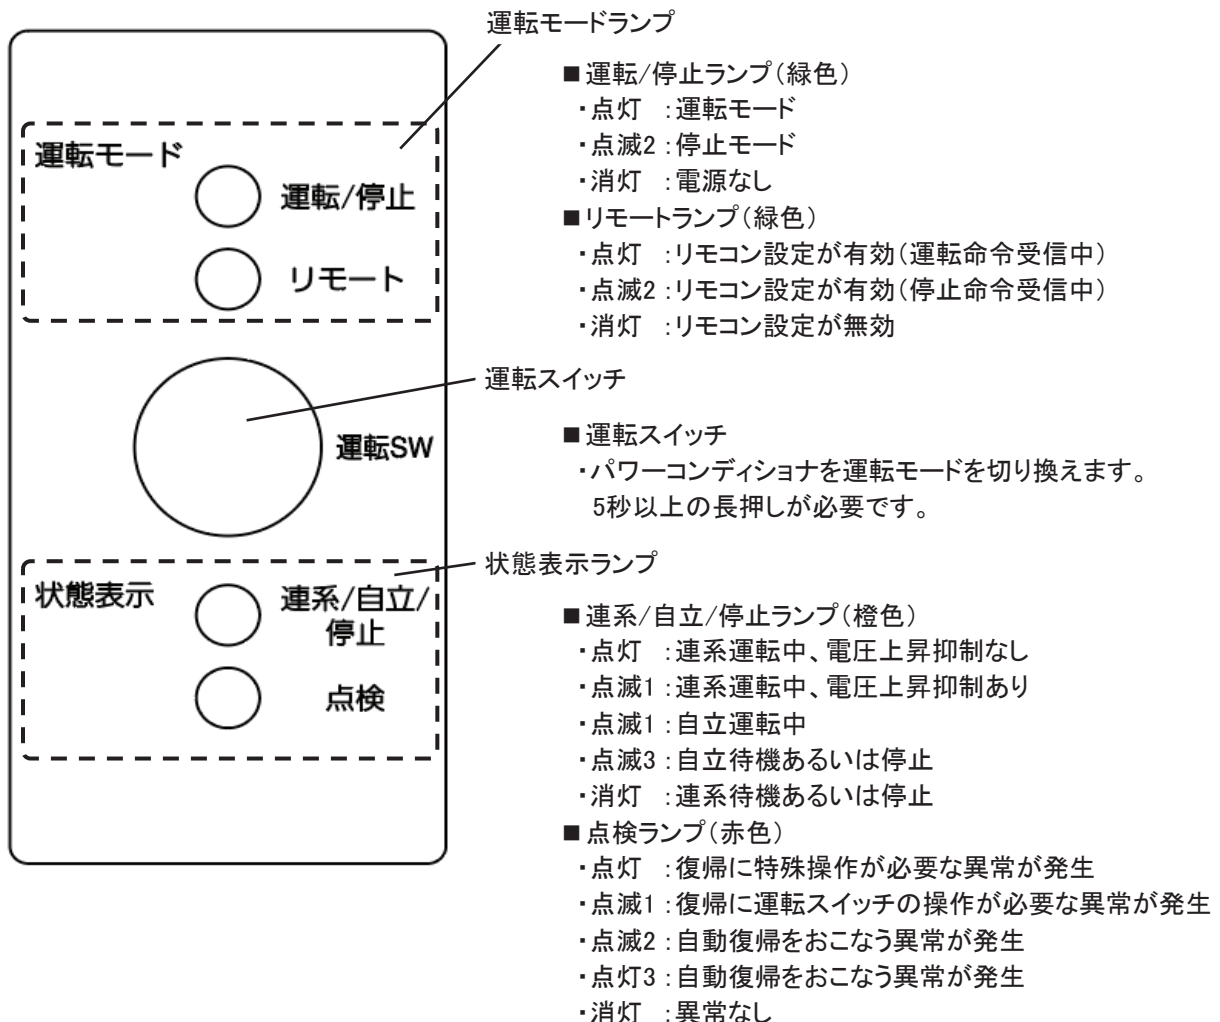 運転モードランプ
■運転/停止ランプ（緑色）
・点灯　：運転モード
・点滅2：停止モード
・消灯　：電源なし
■リモートランプ（緑色）
・点灯　：リモコン設定が有効（運転命令受信中）
・点滅2：リモコン設定が有効（停止命令受信中）
・消灯　：リモコン設定が無効
運転モード
運転/停止
リモート
運転スイッチ
■運転スイッチ
・パワーコンディショナを運転モードを切り換えます。
5秒以上の長押しが必要です。
運転SW
状態表示ランプ
■連系/自立/停止ランプ（橙色）
・点灯　：連系運転中、電圧上昇抑制なし
・点滅1：連系運転中、電圧上昇抑制あり
・点滅1：自立運転中
・点滅3：自立待機あるいは停止
・消灯　：連系待機あるいは停止
■点検ランプ（赤色）
・点灯　：復帰に特殊操作が必要な異常が発生
・点滅1：復帰に運転スイッチの操作が必要な異常が発生
・点滅2：自動復帰をおこなう異常が発生
・点灯3：自動復帰をおこなう異常が発生
・消灯　：異常なし
状態表示
連系/自立/
停止
点検